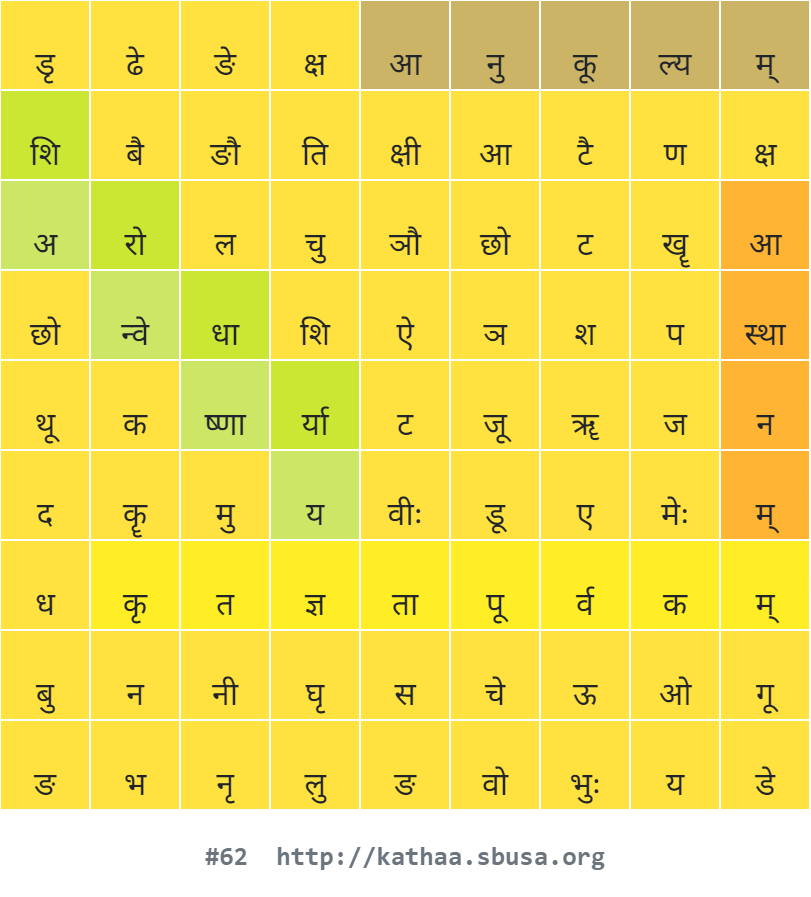 डृ ढे ङे क्ष आ नु कू ल्य म्
शि बै ङौ ति क्षी आ टै ण क्ष
अ रो ल चु ञौ छो ट खॄ आ
छो न्वे धा शि ऐ ञ श प स्था
थू क ष्णा र्या ट जू ॠ ज न
द कॄ मु य वीः डू ए मेः म्
ध कृ त ज्ञ ता पू र्व क म्
बु न नी घृ स चे ऊ ओ गू
ङ भ नृ लु ङ वो भुः य डे
#62 http://kathaa.sbusa.org